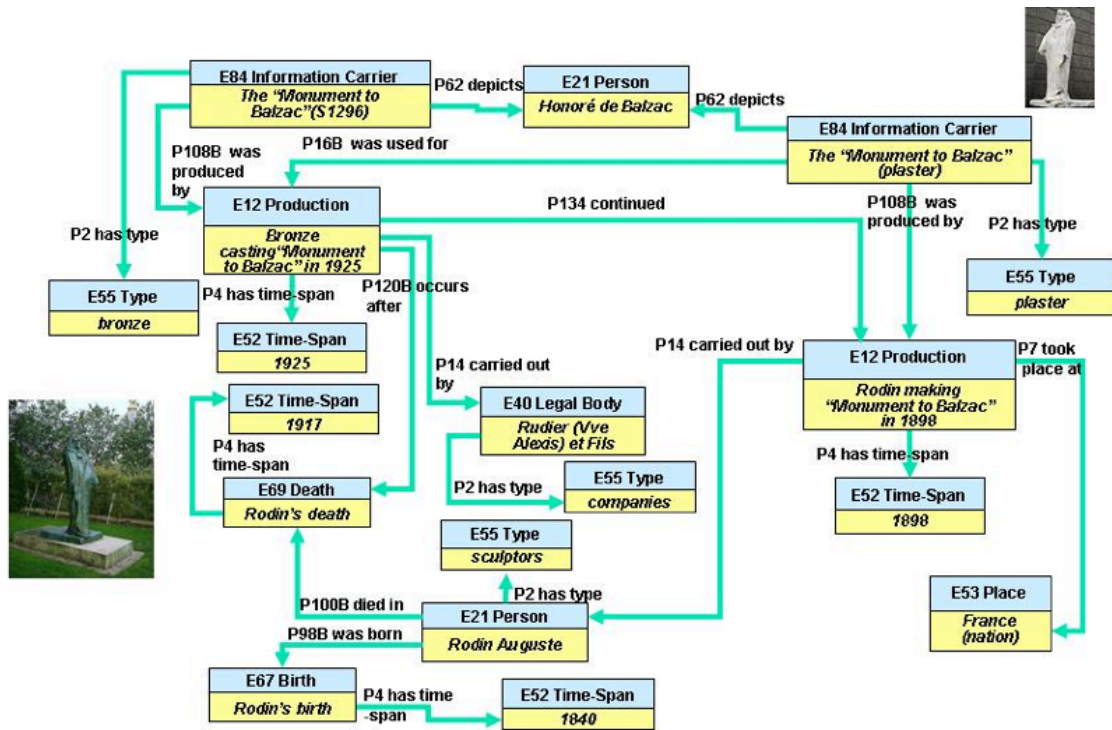 E84 Information Carrier
The “Monument to
Balzac”(S1296)
P62 depicts
E21 Person
Honoré de Balzac
P62 depicts
E84 Information Carrier
The “Monument to Balzac”
(plaster)
P16B was used for
P108B was
produced
by
E12 Production
Bronze
casting“Monument
to Balzac” in 1925
P134 continued
P108B was
produced by
P2 has type
P2 has type
E55 Type
bronze
E55 Type
plaster
P4 has time-span
P120B occurs
after
E52 Time-Span
1925
P14 carried out
by
P14 carried out by
E12 Production
Rodin making
“Monument to Balzac”
in 1898
P7 took
place at
E52 Time-Span
1917
E40 Legal Body
Rudier (Vve
Alexis) et Fils
P4 has
time-span
P4 has time-span
E69 Death
Rodin’s death
P2 has type
E55 Type
companies
E52 Time-Span
1898
E55 Type
sculptors
P2 has type
P100B died in
E21 Person
Rodin Auguste
E53 Place
France
(nation)
P98B was born
E67 Birth
Rodin’s birth
P4 has time
-span
E52 Time-Span
1840